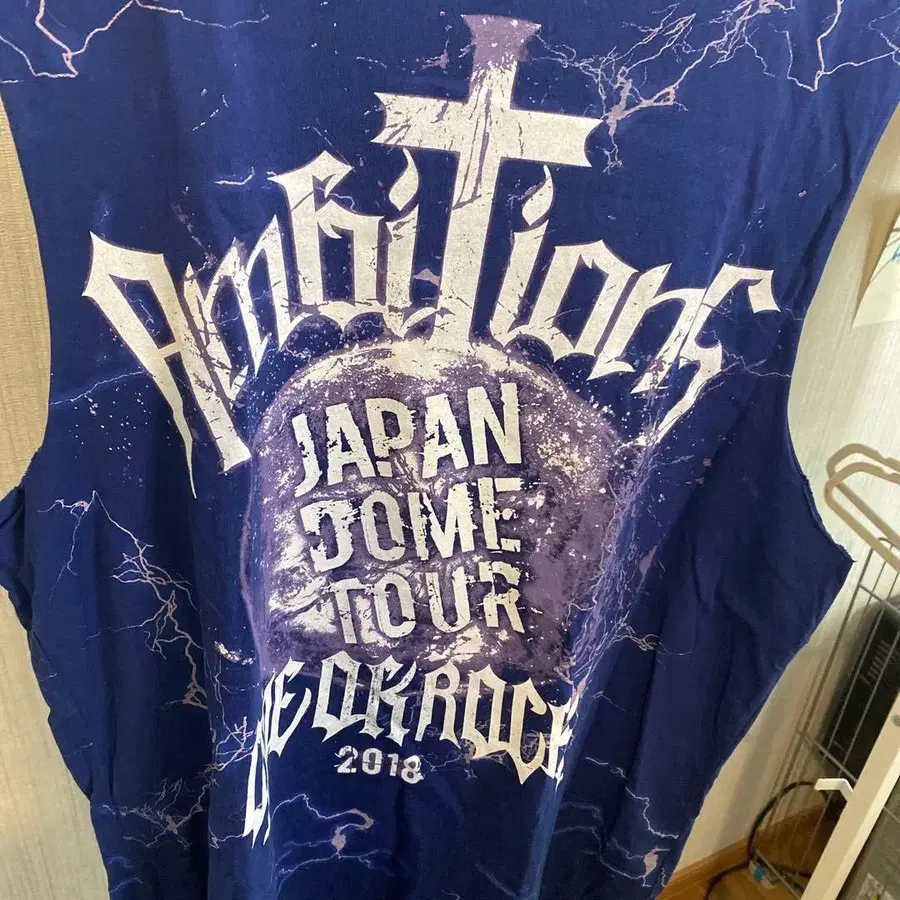 Ambitions
JAPAN
DOME
TOUR
ONE OK ROCK
2018